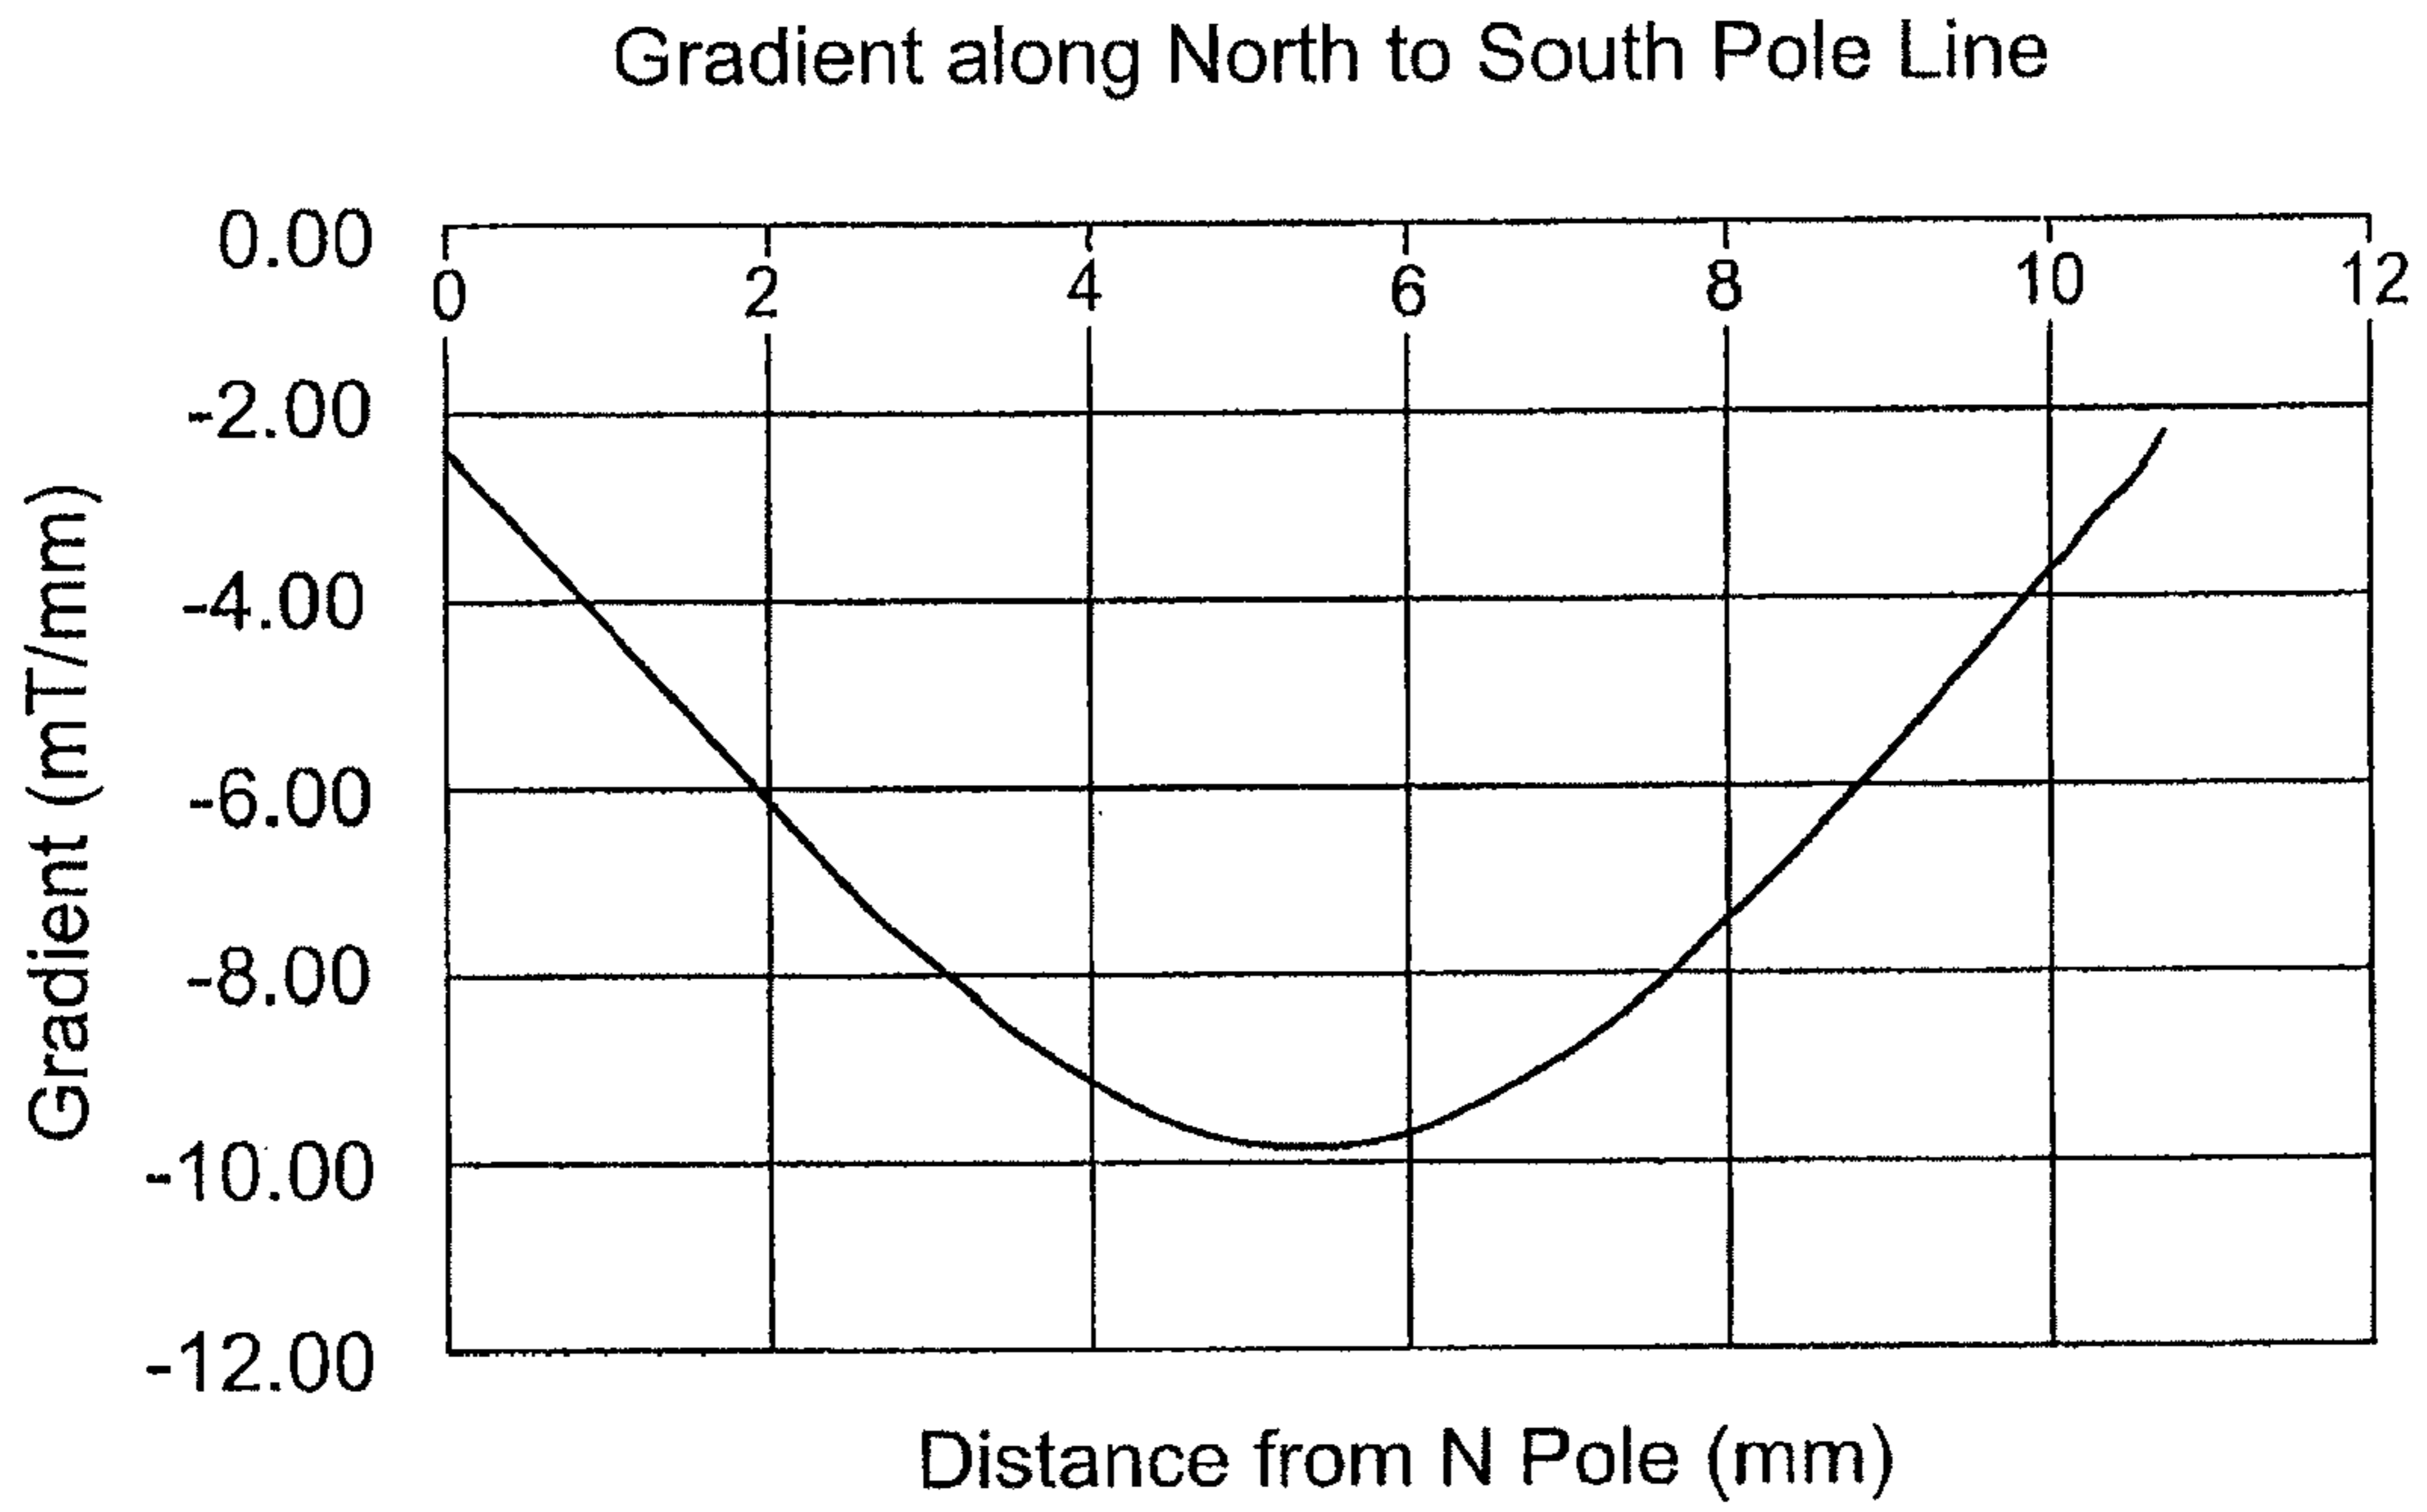 Gradient along North to South Pole Line
0.00
0 2 4 6 8 10 12
-2.00
-4.00
-6.00
-8.00
-10.00
-12.00
Gradient (mT/mm)
Distance from N Pole (mm)